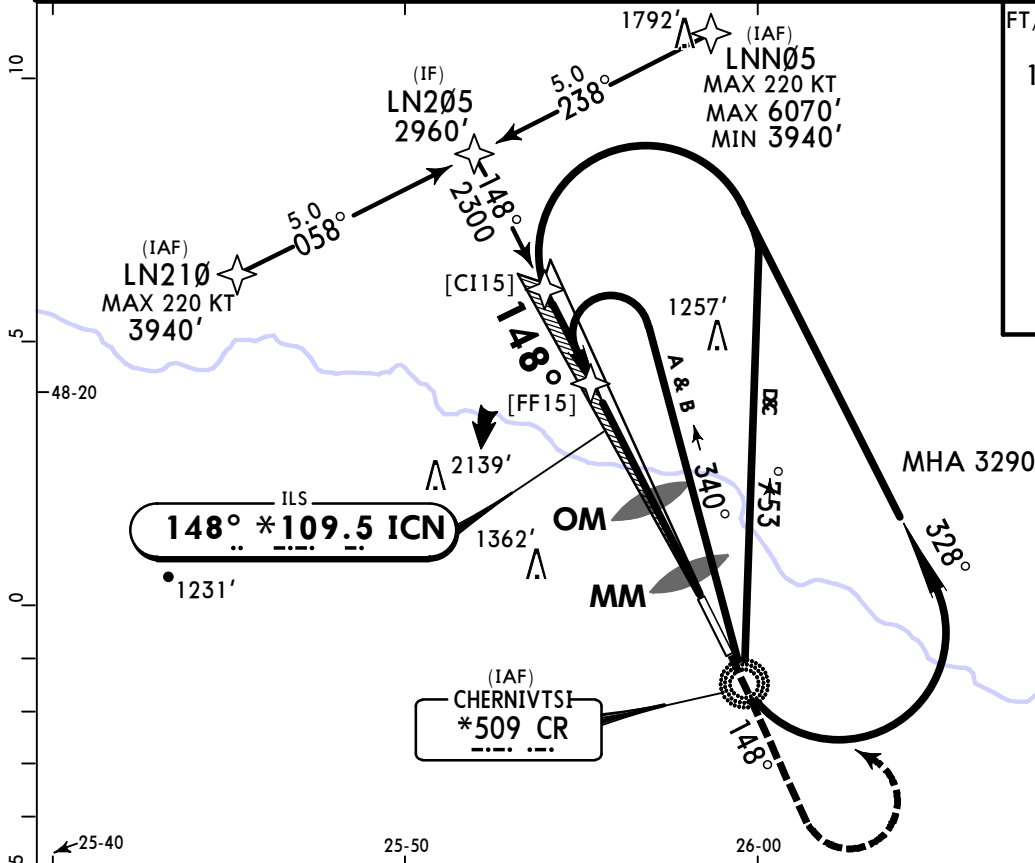 1792'
(IAF)
LNNØ5
MAX 220 KT
MAX 6070'
MIN 3940'
FT/
1
10
(IF)
LN2Ø5
2960'
5.0
238°
148°
2300
5.0
058°
(IAF)
LN21Ø
MAX 220 KT
3940'
[CI15]
148°
1257'
5
48-20
[FF15]
A & B
340°
D&C
°353
2139'
MHA 3290
ILS
148° *109.5 ICN
OM
1362'
328°
1231'
MM
0
(IAF)
CHERNIVTSI
*509 CR
148°
25-40
25-50
26-00
5